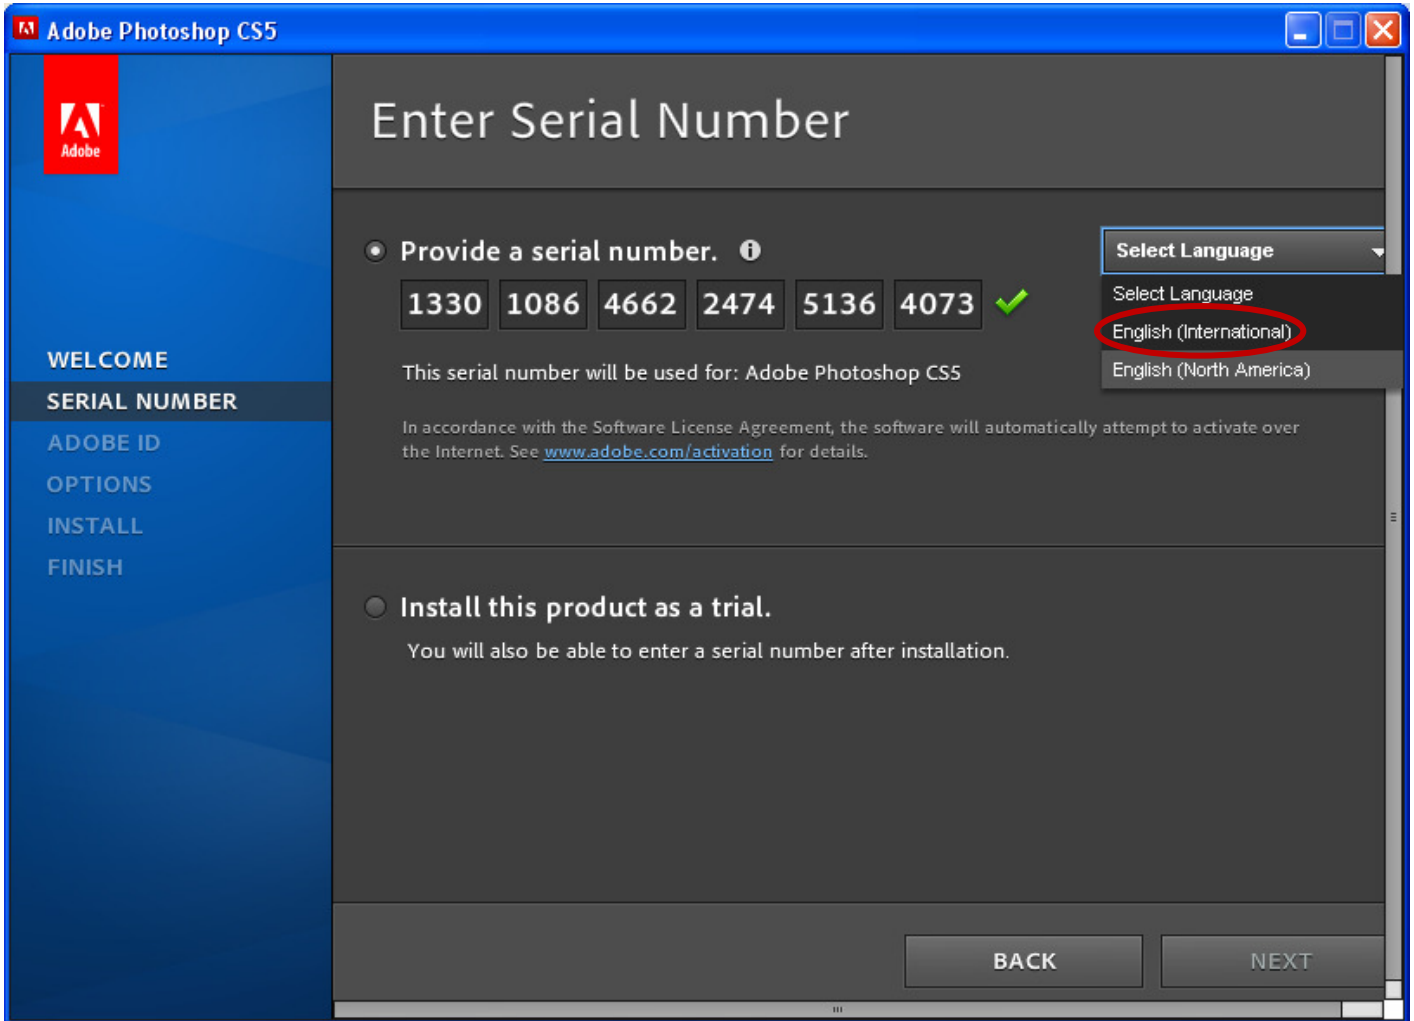 Adobe Photoshop CS5
Adobe
Enter Serial Number
Provide a serial number.
Select Language
1330 1086 4662 2474 5136 4073
Select Language
English (International)
English (North America)
This serial number will be used for: Adobe Photoshop CS5
In accordance with the Software License Agreement, the software will automatically attempt to activate over
the Internet. See www.adobe.com/activation for details.
WELCOME
SERIAL NUMBER
ADOBE ID
OPTIONS
INSTALL
FINISH
Install this product as a trial.
You will also be able to enter a serial number after installation.
BACK
NEXT